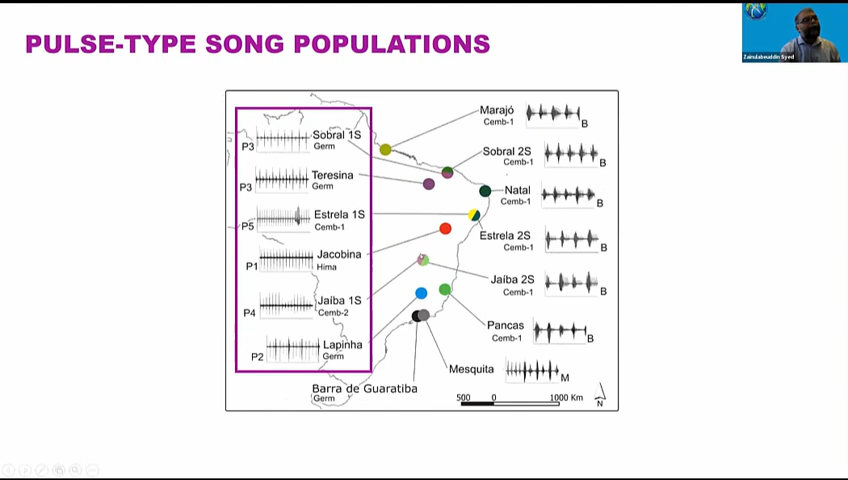 PULSE-TYPE SONG POPULATIONS
Zainulabeuddin Syed
P3
Sobral 1S
Germ
P3
Teresina
Germ
P5
Estrela 1S
Cemb-1
P1
Jacobina
Hima
P4
Jaíba 1S
Cemb-2
P2
Lapinha
Germ
Barra de Guaratiba
Germ
Marajó
Cemb-1
B
Sobral 2S
Cemb-1
B
Natal
Cemb-1
B
Estrela 2S
Cemb-1
B
Jaíba 2S
Cemb-1
B
Pancas
Cemb-1
B
Mesquita
M
500 0 1000 Km
N